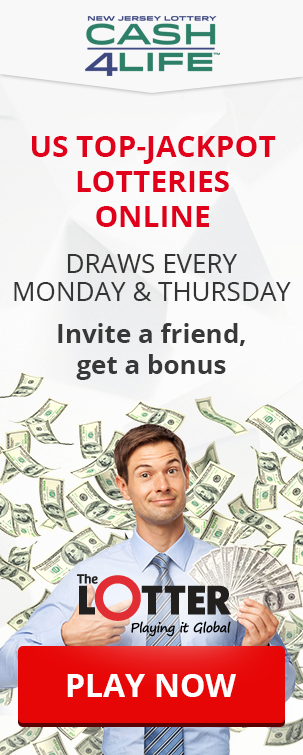 NEW JERSEY LOTTERY
CASH
4LIFE™
US TOP-JACKPOT
LOTTERIES
ONLINE
DRAWS EVERY
MONDAY & THURSDAY
Invite a friend,
get a bonus
The
LOTTER
Playing it Global
PLAY NOW